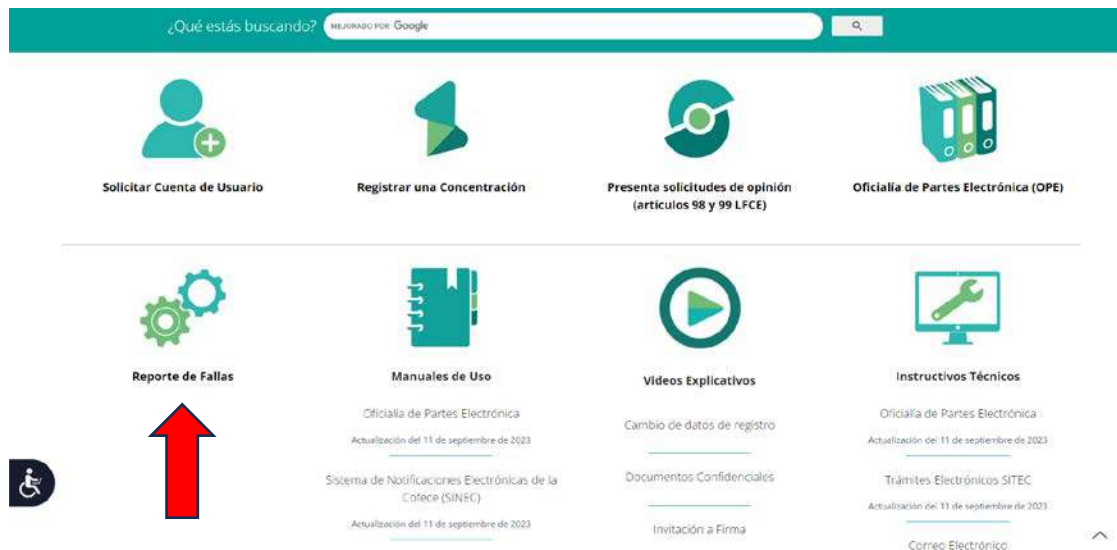 ¿Qué estás buscando?
MEJORADO POR Google
Solicitar Cuenta de Usuario
Registrar una Concentración
Presenta solicitudes de opinión
(artículos 98 y 99 LFCE)
Oficialía de Partes Electrónica (OPE)
Reporte de Fallas
Manuales de Uso
Oficialía de Partes Electrónica
Actualización del 11 de septiembre de 2023
Sistema de Notificaciones Electrónicas de la
Cofece (SINEC)
Actualización del 11 de septiembre de 2023
Videos Explicativos
Cambio de datos de registro
Documentos Confidenciales
Invitación a Firma
Instructivos Técnicos
Oficialía de Partes Electrónica
Actualización del 11 de septiembre de 2023
Trámites Electrónicos SITEC
Actualización del 11 de septiembre de 2023
Correo Electrónico